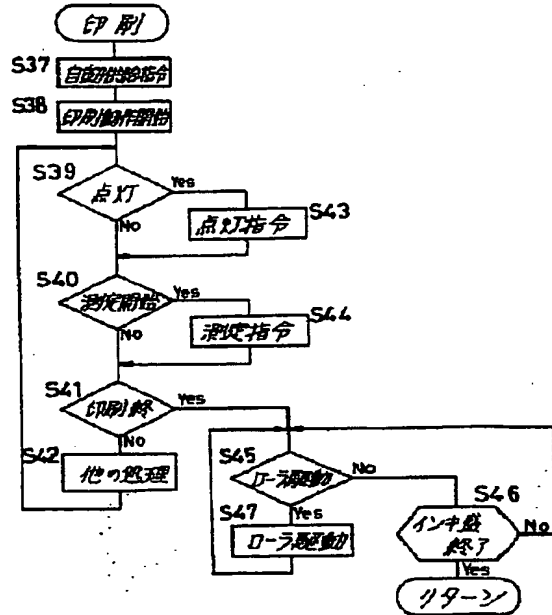 印刷
S37
自動給紙指令
S38
印刷動作開始
S39
点灯
Yes
No
S43
点灯指令
S40
測定開始
Yes
No
S44
測定指令
S41
印刷終
Yes
No
S42
他の処理
S45
ローラ駆動
No
Yes
S47
ローラ駆動
S46
インキ盛
終了
No
Yes
リターン